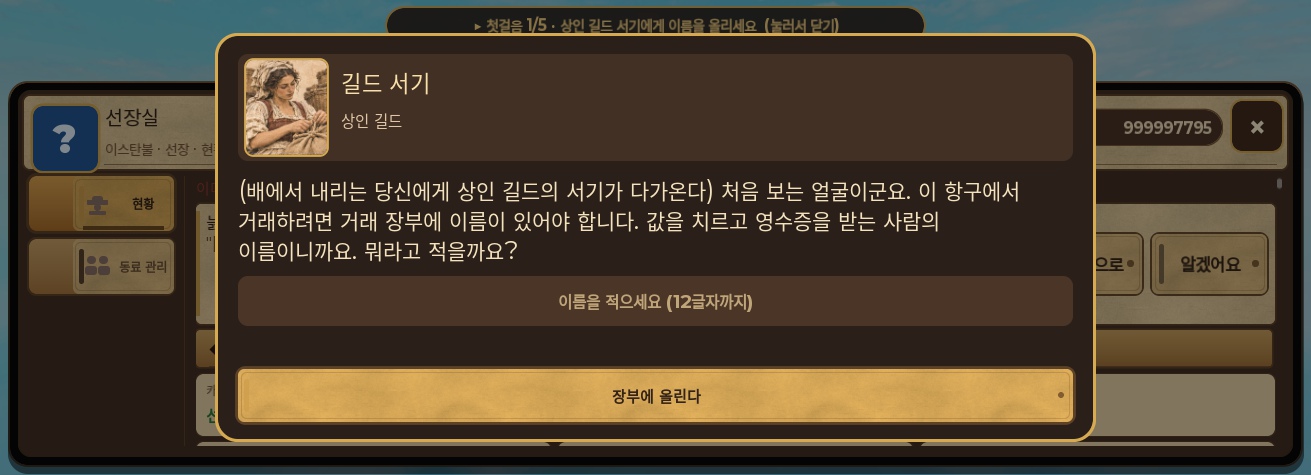 ▸ 첫걸음 1/5 · 상인 길드 서기에게 이름을 올리세요 (눌러서 닫기)
길드 서기
상인 길드
선장실
이스탄불 · 선장 ·
999997795
×
?
현황
동료 관리
(배에서 내리는 당신에게 상인 길드의 서기가 다가온다) 처음 보는 얼굴이군요. 이 항구에서
거래하려면 거래 장부에 이름이 있어야 합니다. 값을 치르고 영수증을 받는 사람의
이름이니까요. 뭐라고 적을까요?
으로
알겠어요
이름을 적으세요 (12글자까지)
장부에 올린다